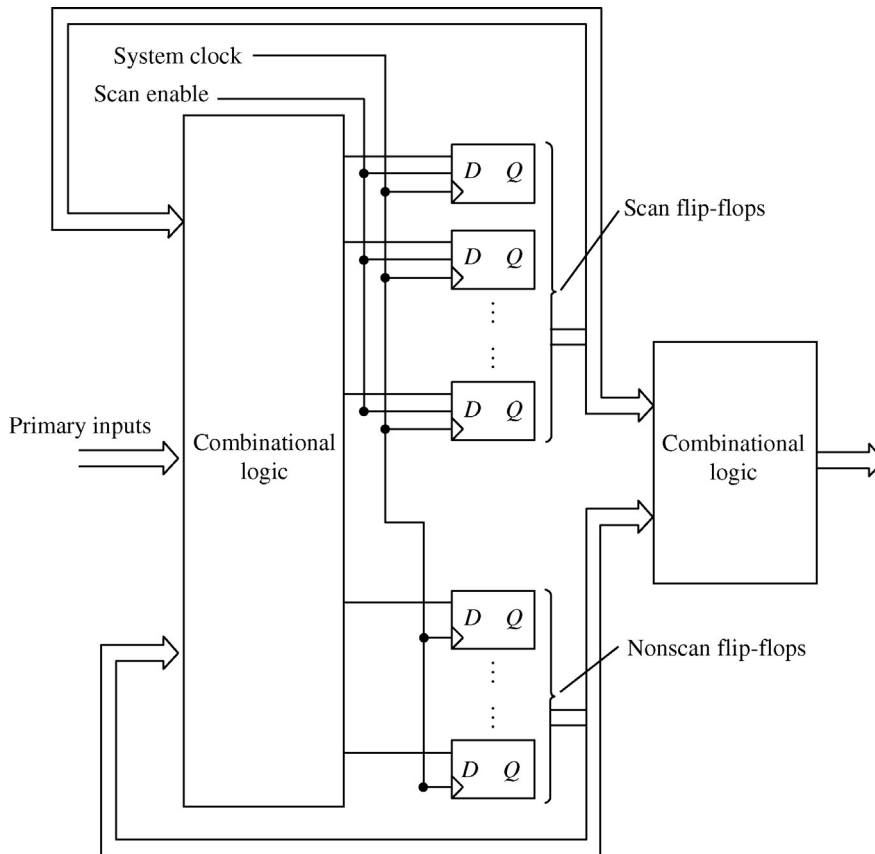 System clock
Scan enable
D Q
Scan flip-flops
D Q
D Q
Primary inputs
Combinational
logic
Combinational
logic
D Q
Nonscan flip-flops
D Q